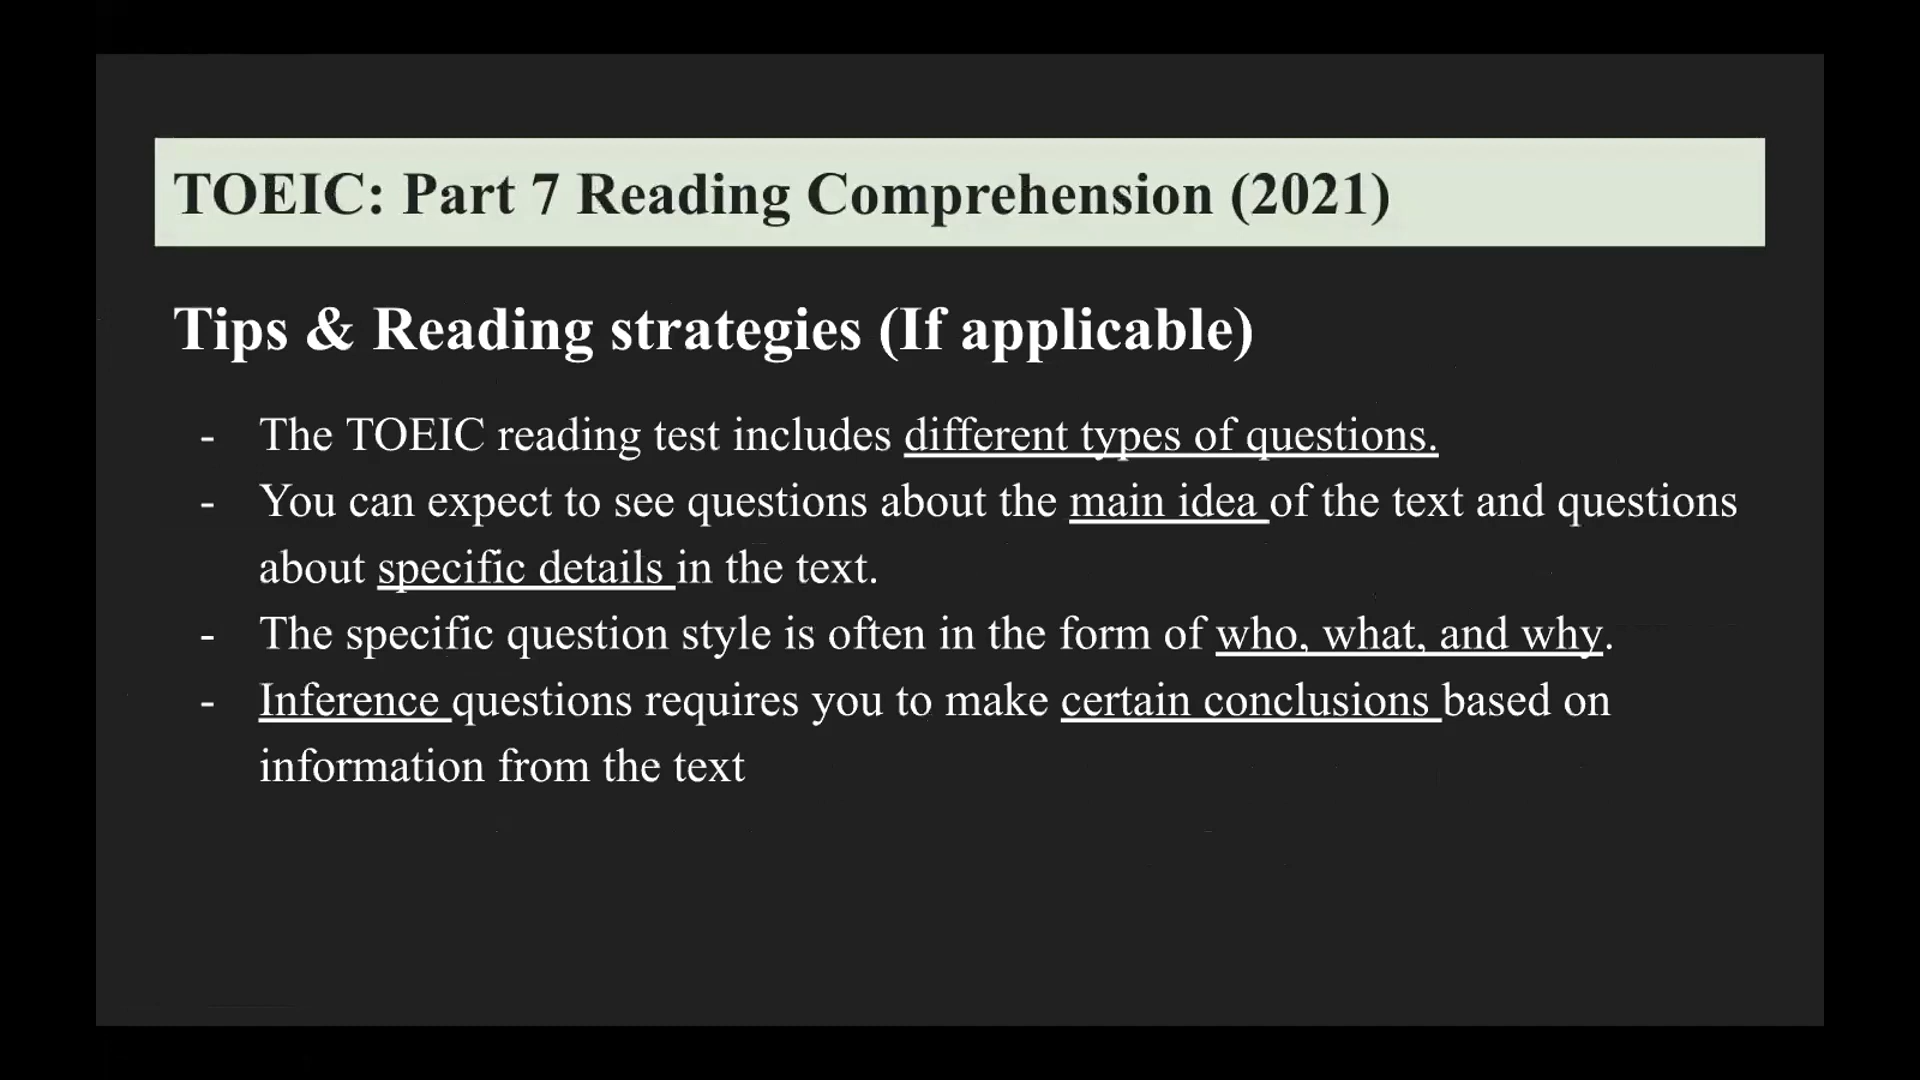 TOEIC: Part 7 Reading Comprehension (2021)
Tips & Reading strategies (If applicable)
- The TOEIC reading test includes different types of questions.
- You can expect to see questions about the main idea of the text and questions
about specific details in the text.
- The specific question style is often in the form of who, what, and why.
- Inference questions requires you to make certain conclusions based on
information from the text